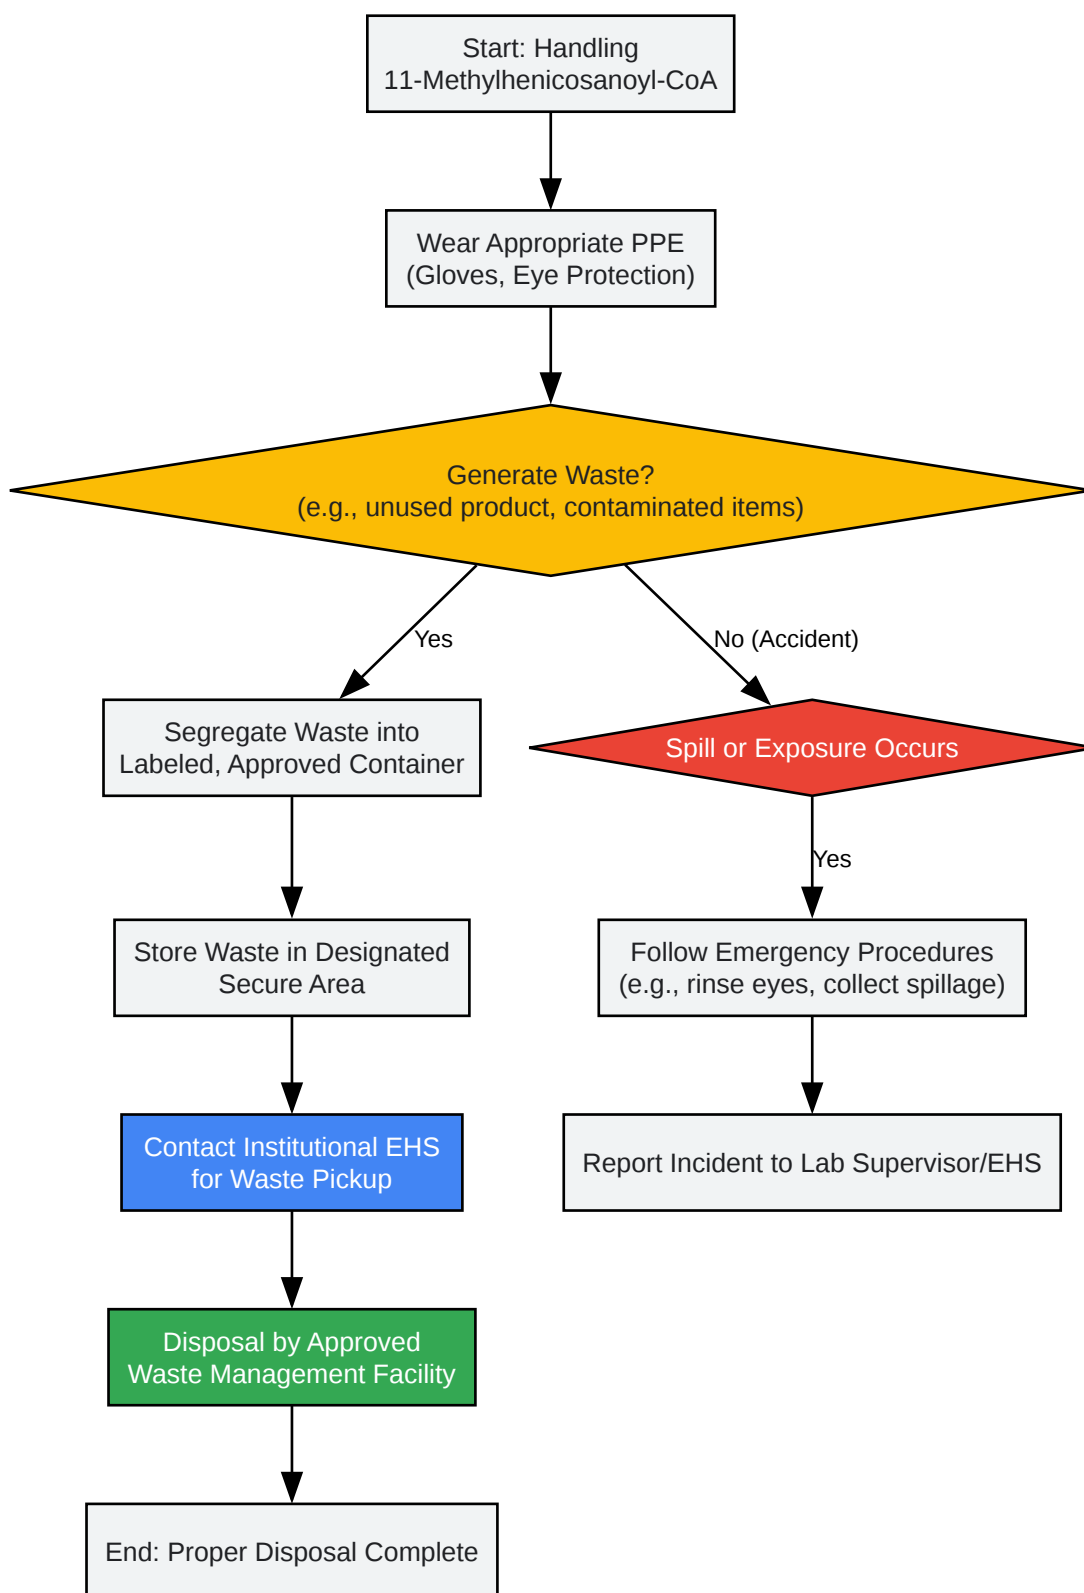 Start: Handling
11-Methylhenicosanoyl-CoA
Wear Appropriate PPE
(Gloves, Eye Protection)
Generate Waste?
(e.g., unused product, contaminated items)
Yes
No (Accident)
Segregate Waste into
Labeled, Approved Container
Spill or Exposure Occurs
Yes
Store Waste in Designated
Secure Area
Follow Emergency Procedures
(e.g., rinse eyes, collect spillage)
Contact Institutional EHS
for Waste Pickup
Report Incident to Lab Supervisor/EHS
Disposal by Approved
Waste Management Facility
End: Proper Disposal Complete